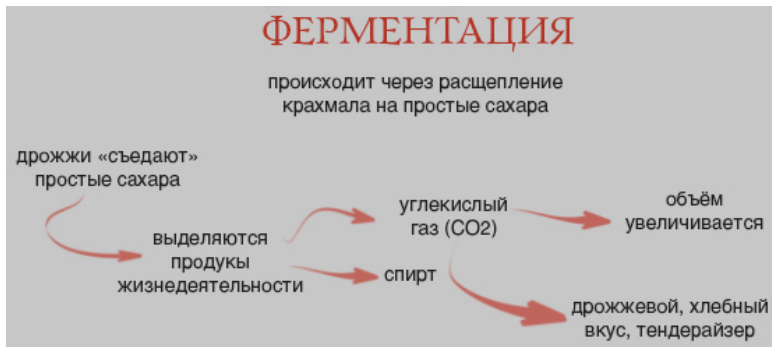 ФЕРМЕНТАЦИЯ
происходит через расщепление
крахмала на простые сахара
дрожжи «съедают»
простые сахара
выделяются
продукы
жизнедеятельности
углекислый
газ (CO2)
спирт
объём
увеличивается
дрожжевой, хлебный
вкус, тендерайзер